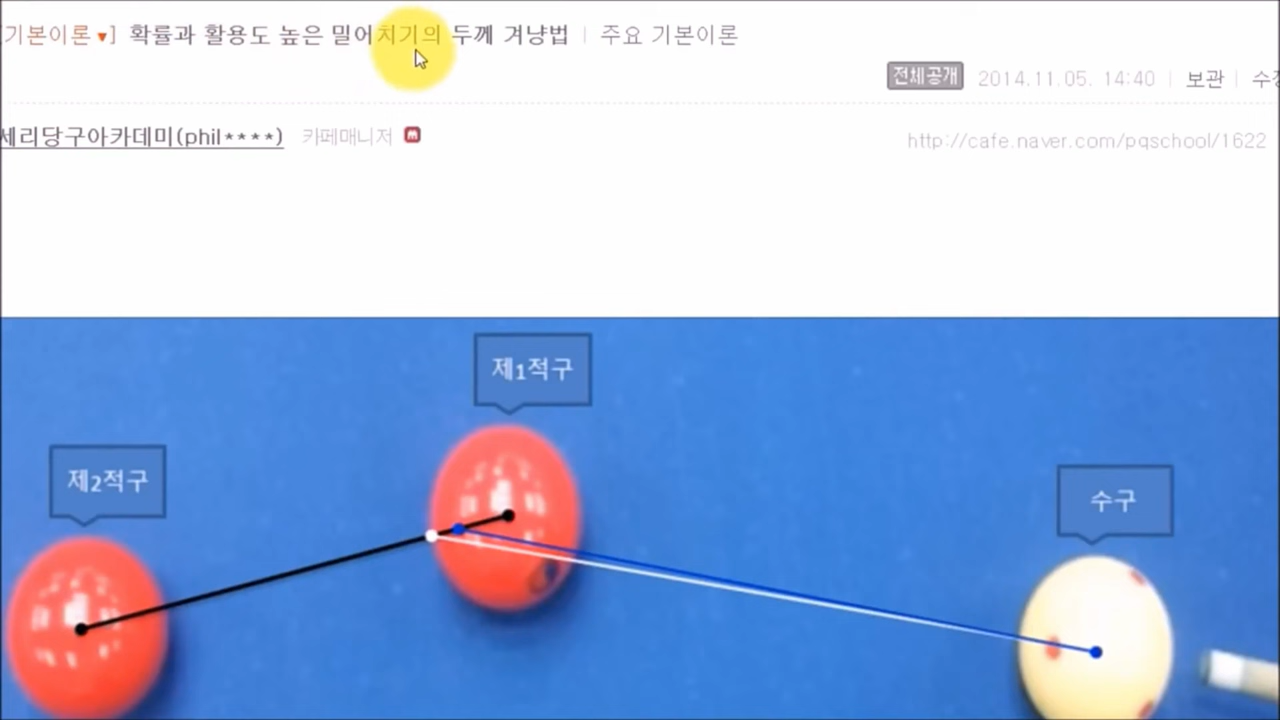 기본이론 ▼] 확률과 활용도 높은 밀어치기의 두께 겨냥법 | 주요 기본이론
전체공개 2014.11.05. 14:40 | 보관 | 수정
세리당구아카데미(phil****) 카페매니저
http://cafe.naver.com/pqschool/1622
제1적구
제2적구
수구